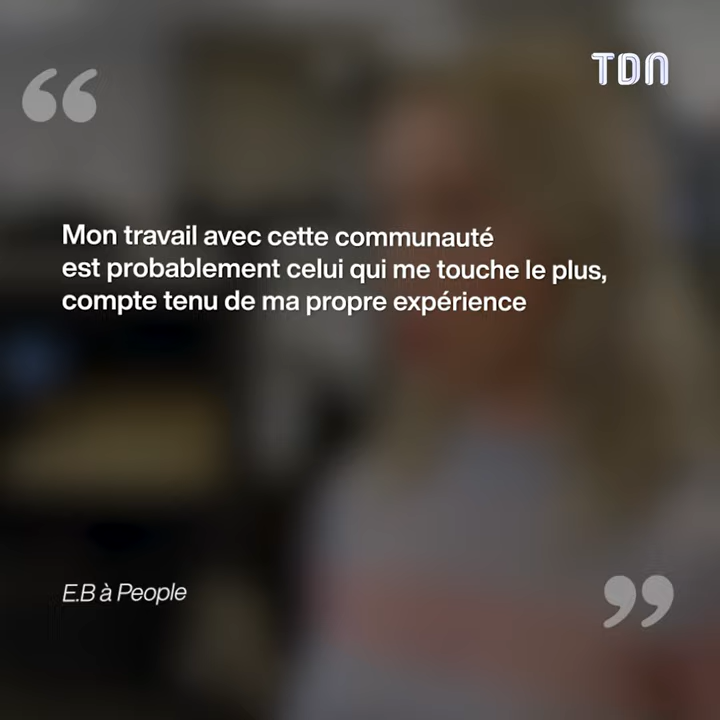 TDN
“
Mon travail avec cette communauté
est probablement celui qui me touche le plus,
compte tenu de ma propre expérience
E.B à People
”